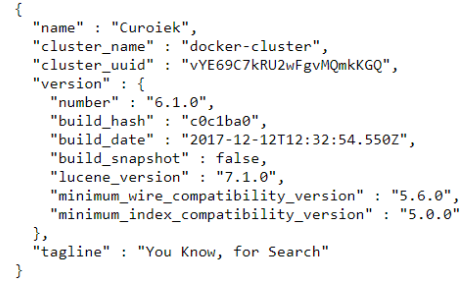 {
"name" : "Curoiek",
"cluster_name" : "docker-cluster",
"cluster_uuid" : "vYE69C7kRU2wFgvMQmkKGQ",
"version" : {
"number" : "6.1.0",
"build_hash" : "c0c1ba0",
"build_date" : "2017-12-12T12:32:54.550Z",
"build_snapshot" : false,
"lucene_version" : "7.1.0",
"minimum_wire_compatibility_version" : "5.6.0",
"minimum_index_compatibility_version" : "5.0.0"
},
"tagline" : "You Know, for Search"
}